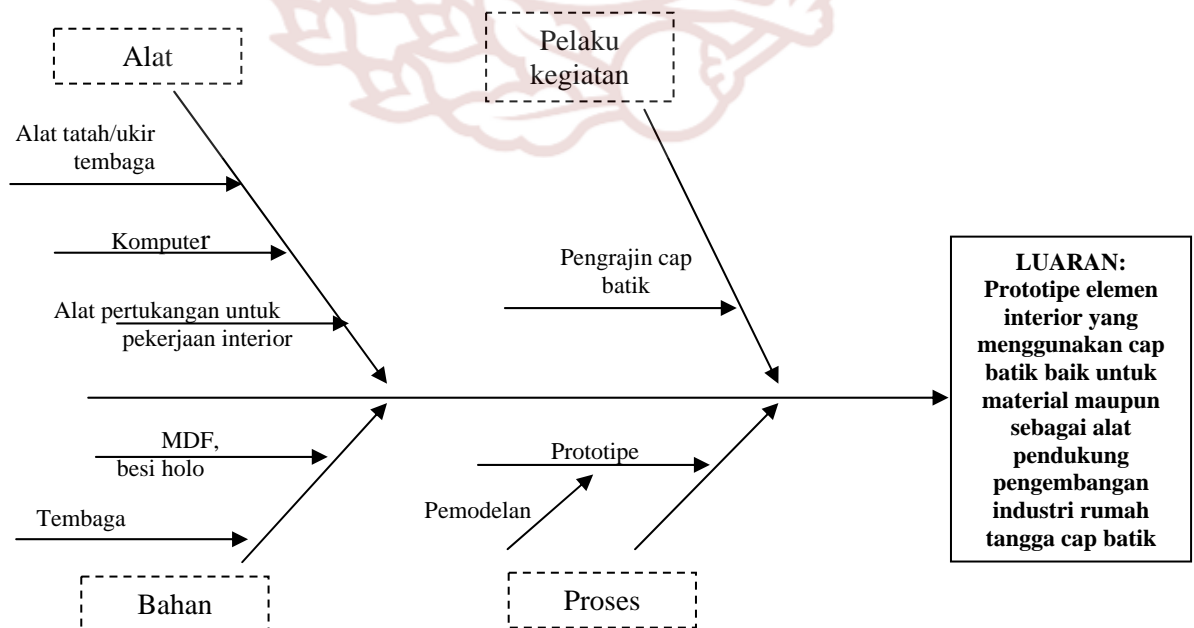 Alat
Pelaku
kegiatan
Alat tatah/ukir
tembaga
Komputer
Alat pertukangan untuk
pekerjaan interior
Pengrajin cap
batik
LUARAN:
Prototipe elemen
interior yang
menggunakan cap
batik baik untuk
material maupun
sebagai alat
pendukung
pengembangan
industri rumah
tangga cap batik
MDF,
besi holo
Tembaga
Prototipe
Pemodelan
Bahan
Proses